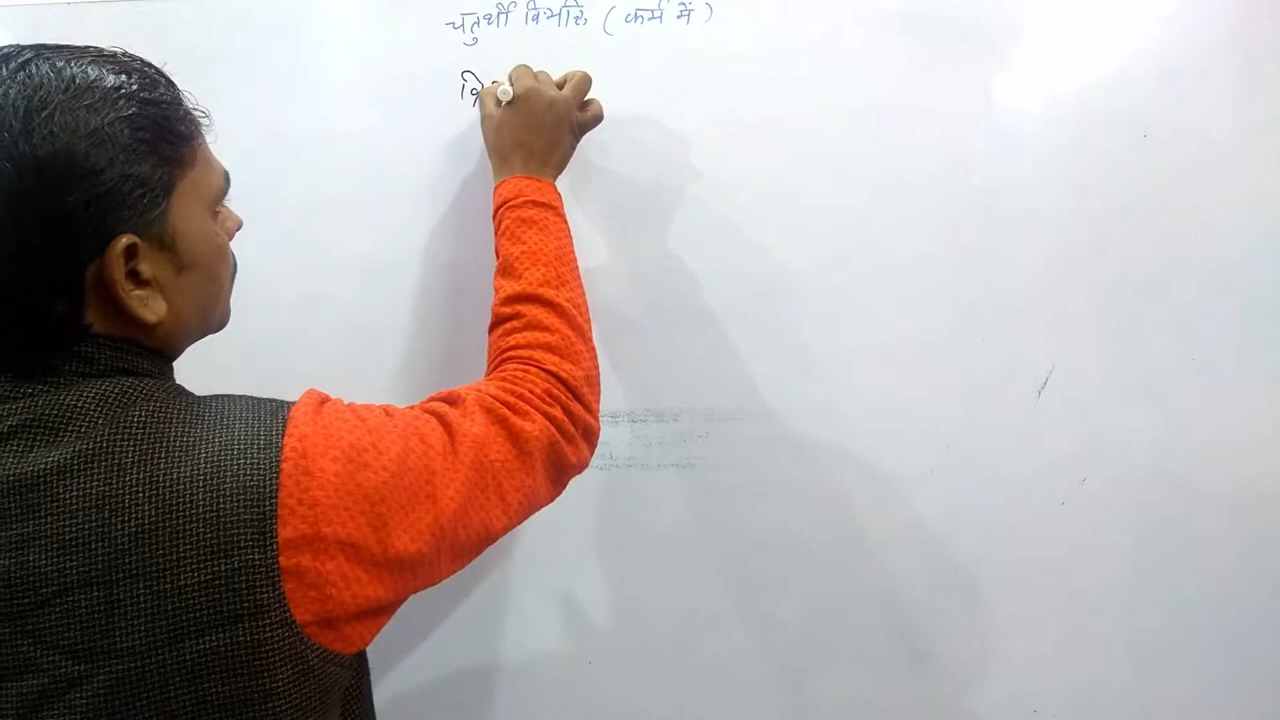 चतुर्थी विभक्ति ( कर्म में )